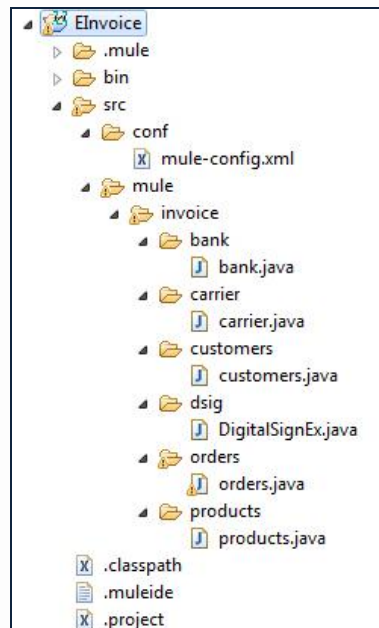 EInvoice
.mule
bin
src
conf
mule-config.xml
mule
invoice
bank
bank.java
carrier
carrier.java
customers
customers.java
dsig
DigitalSignEx.java
orders
orders.java
products
products.java
.classpath
.muleide
.project